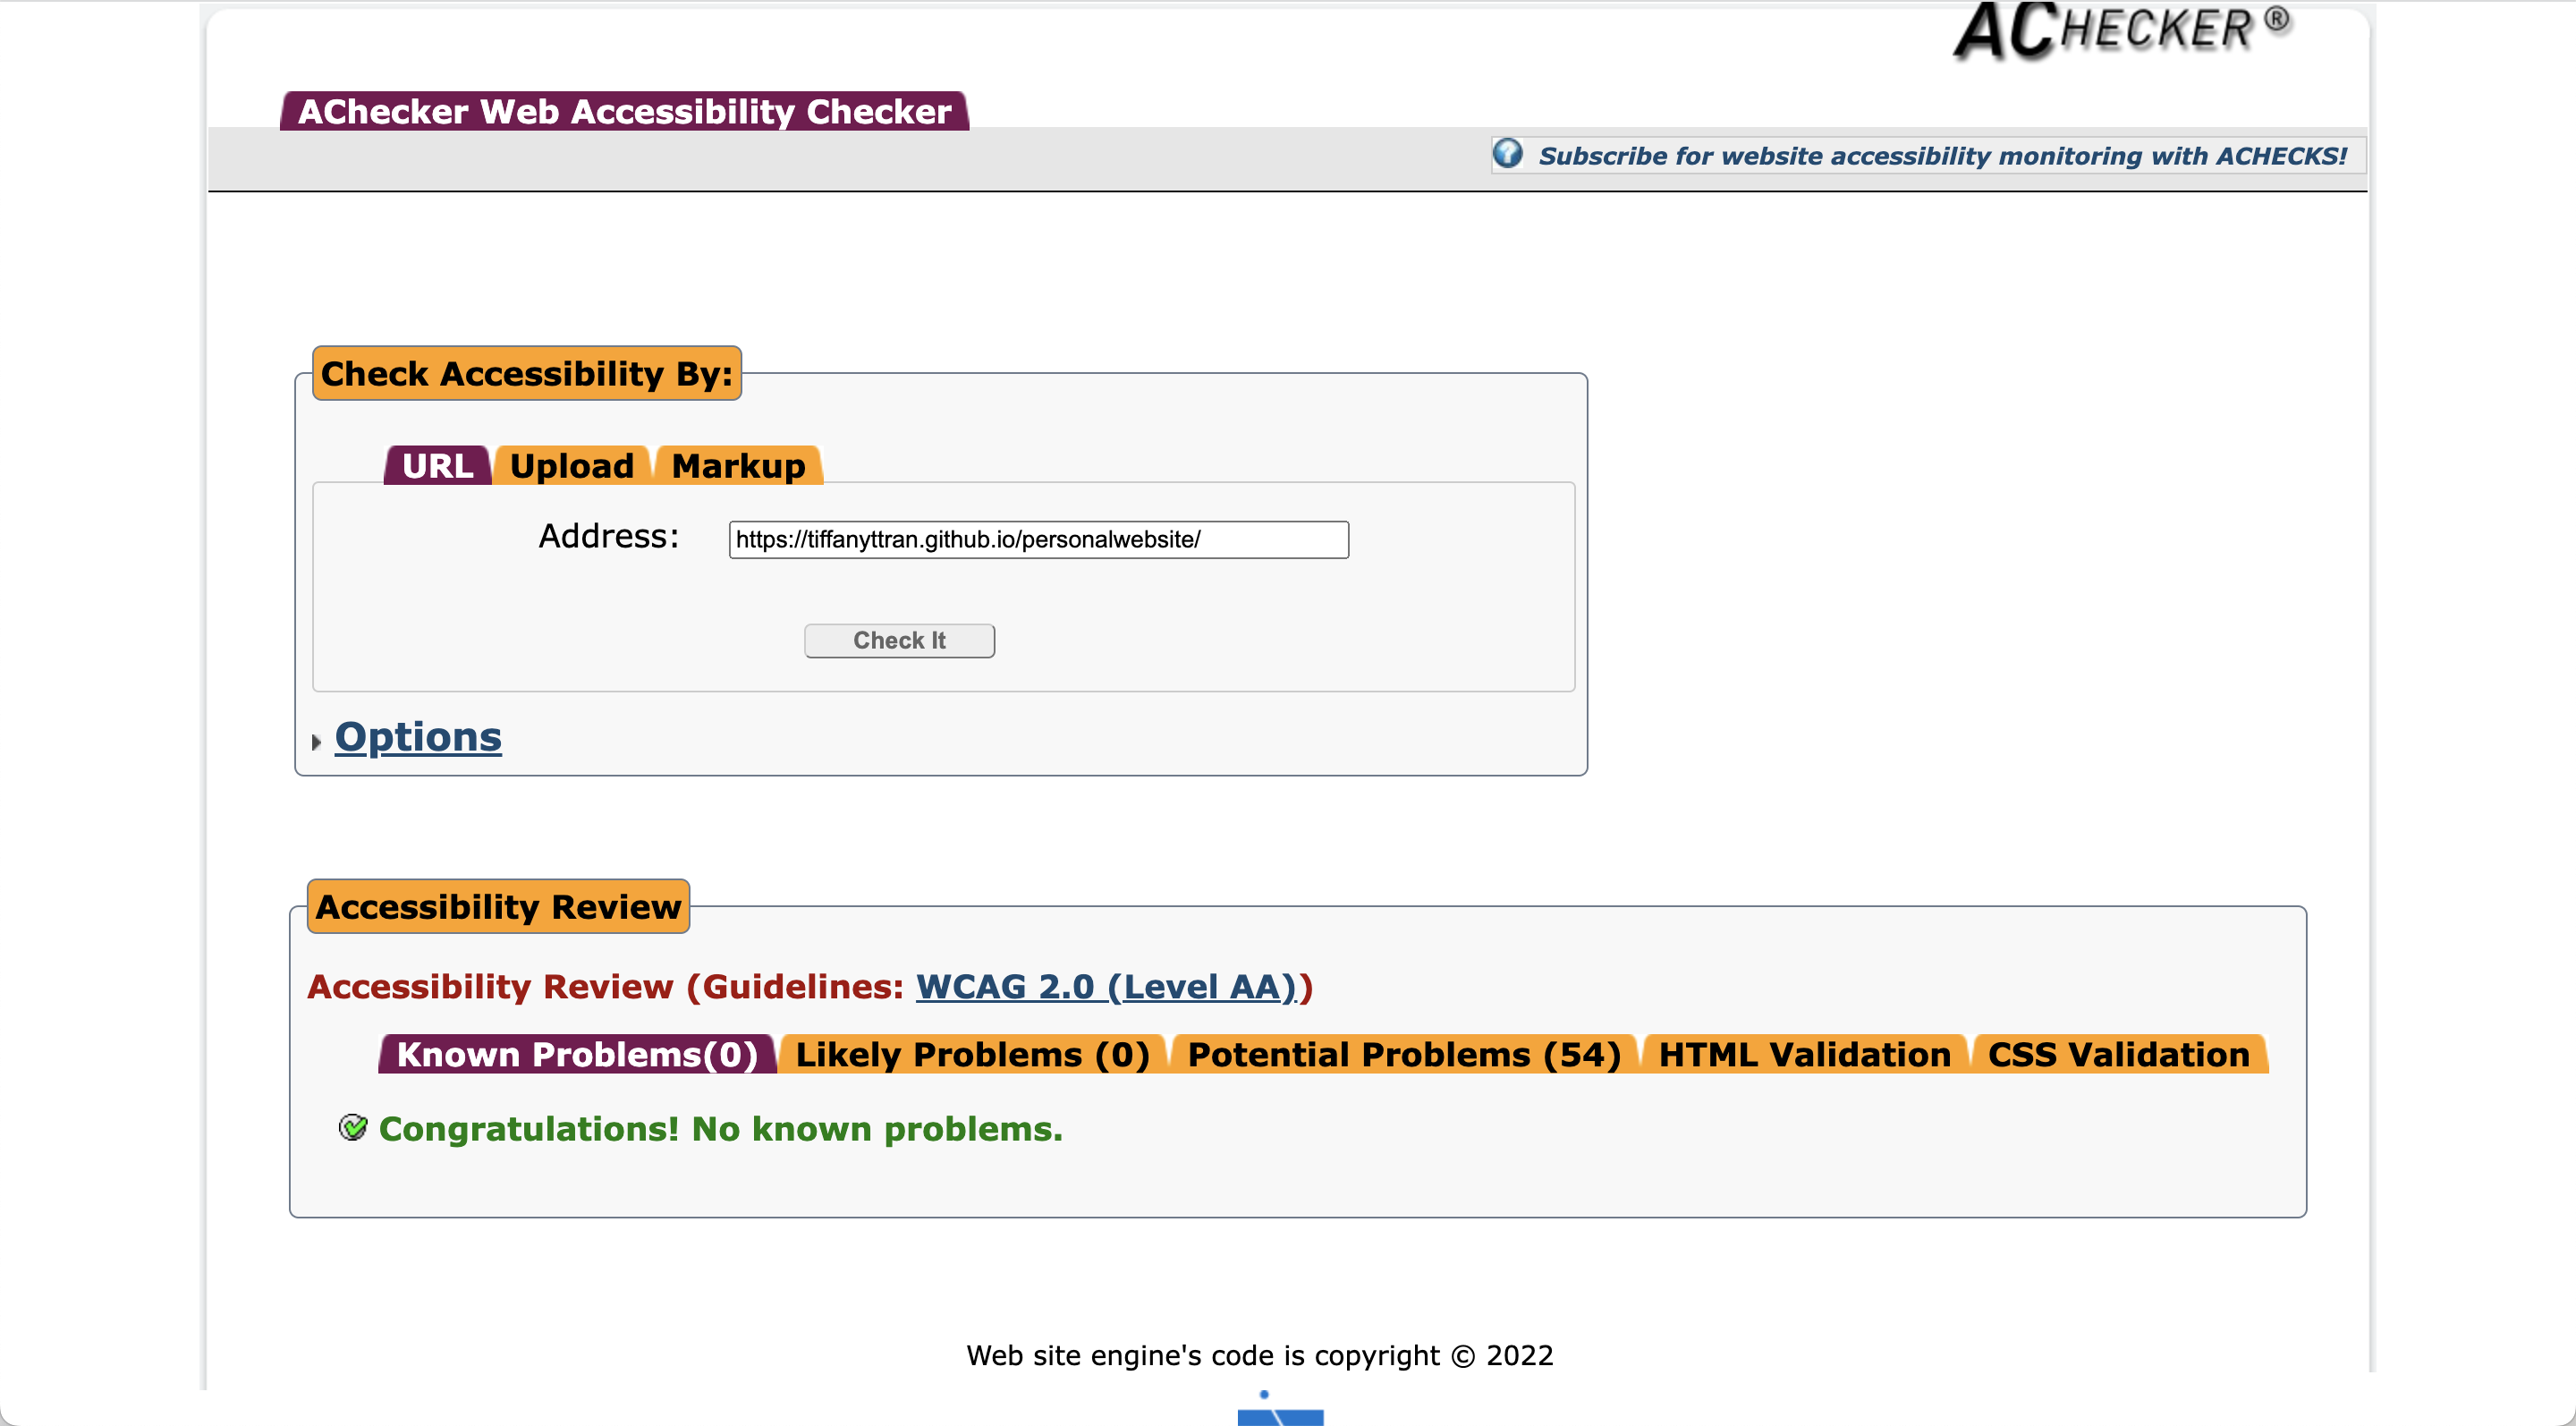 ACHECKER ®
AChecker Web Accessibility Checker
Subscribe for website accessibility monitoring with ACHECKS!
Check Accessibility By:
URL Upload Markup
Address: https://tiffanyttran.github.io/personalwebsite/
Check It
Options
Accessibility Review
Accessibility Review (Guidelines: WCAG 2.0 (Level AA))
Known Problems(0) Likely Problems (0) Potential Problems (54) HTML Validation CSS Validation
Congratulations! No known problems.
Web site engine's code is copyright © 2022